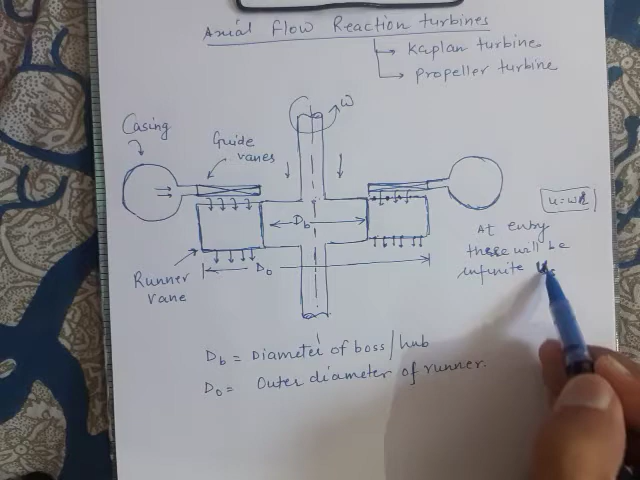 Axial Flow Reaction turbines
Kaplan turbine
propeller turbine
ω
Casing
Guide
vanes
u=ωR
Db
At entry
there will be
infinite u
Runner
vane
Do
Db = Diameter of boss/hub
Do = Outer diameter of runner.